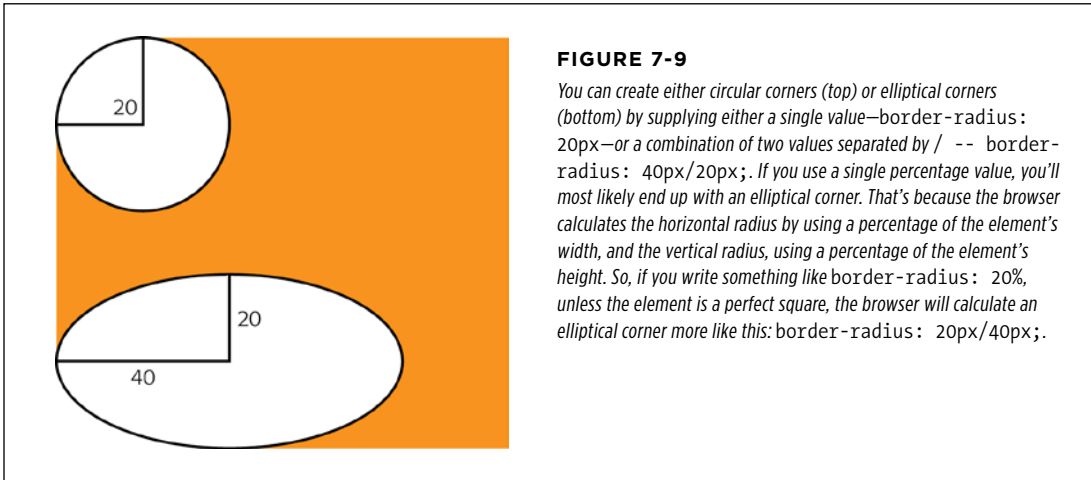 20
20
40
FIGURE 7-9
You can create either circular corners (top) or elliptical corners
(bottom) by supplying either a single value—border-radius:
20px—or a combination of two values separated by / -- border-
radius: 40px/20px;. If you use a single percentage value, you'll
most likely end up with an elliptical corner. That's because the browser
calculates the horizontal radius by using a percentage of the element's
width, and the vertical radius, using a percentage of the element's
height. So, if you write something like border-radius: 20%,
unless the element is a perfect square, the browser will calculate an
elliptical corner more like this: border-radius: 20px/40px;.